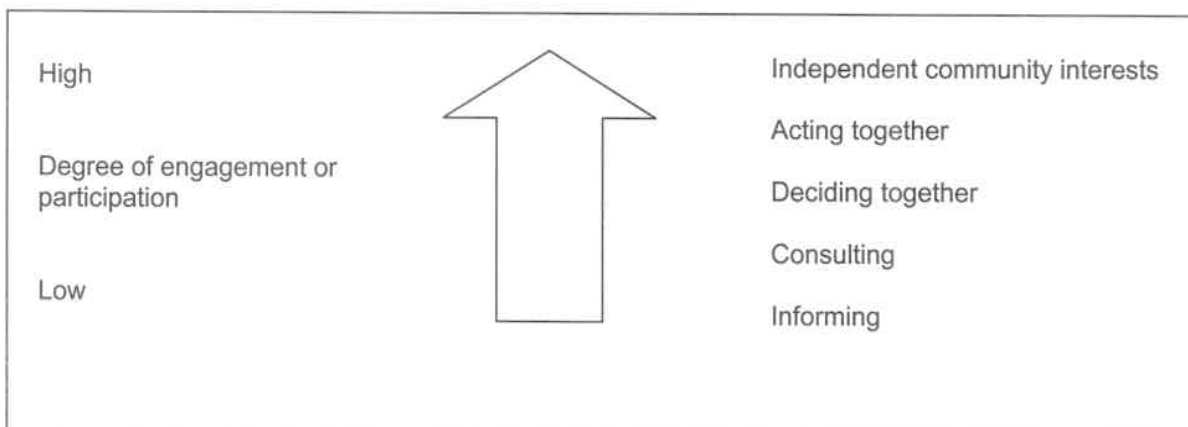 High
Degree of engagement or
participation
Low
Independent community interests
Acting together
Deciding together
Consulting
Informing